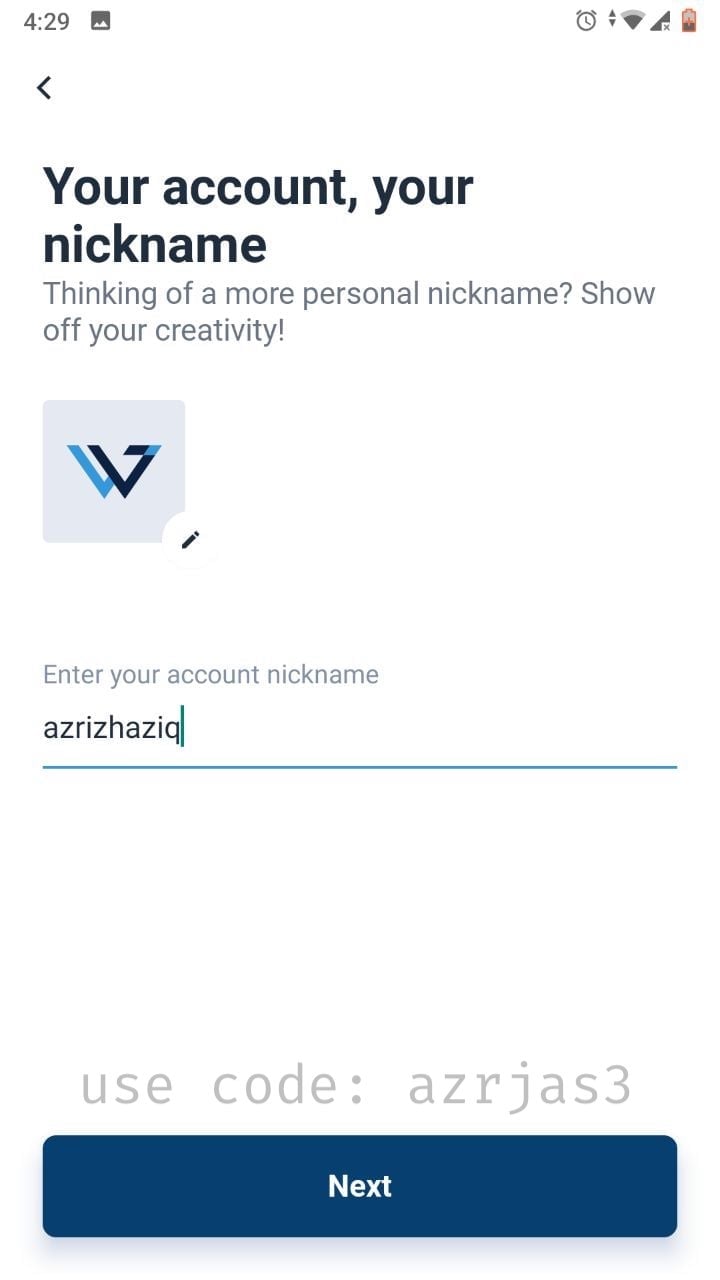 4:29
Your account, your
nickname
Thinking of a more personal nickname? Show
off your creativity!
Enter your account nickname
azrizhaziq
use code: azrjas3
Next